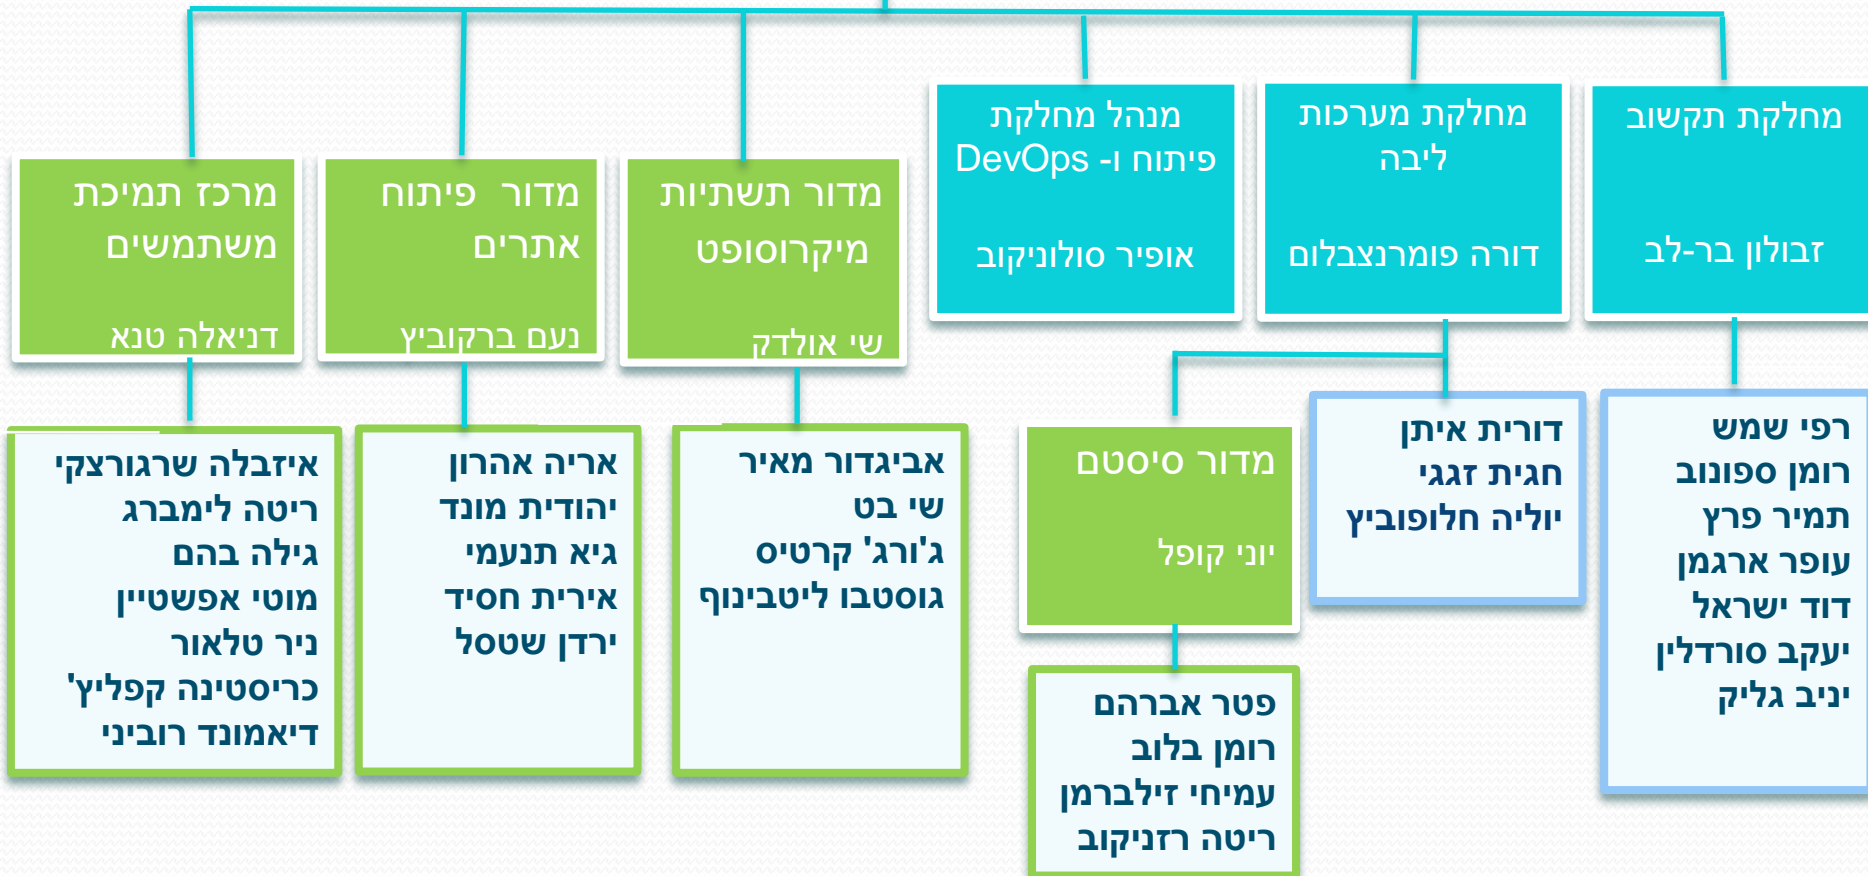 מחלקת תקשוב
זבולון בר-לב
רפי שמש
רומן ספונוב
תמיר פרץ
עופר ארגמן
דוד ישראל
יעקב סורדלין
יניב גליק
מחלקת מערכות
ליבה
דורה פומרנצבלום
דורית איתן
חגית זגגי
יוליה חלופוביץ
מדור סיסטם
יוני קופל
פטר אברהם
רומן בלוב
עמיחי זילברמן
ריטה רזניקוב
מנהל מחלקת
פיתוח ו- DevOps
אופיר סולוניקוב
מדור תשתיות
מיקרוסופט
שי אולדק
אביגדור מאיר
שי בט
ג'ורג' קרטיס
גוסטבו ליטבינוף
מדור פיתוח
אתרים
נעם ברקוביץ
אריה אהרון
יהודית מונד
גיא תנעמי
אירית חסיד
ירדן שטסל
מרכז תמיכת
משתמשים
דניאלה טנא
איזבלה שרגורצקי
ריטה לימברג
גילה בהם
מוטי אפשטיין
ניר טלאור
כריסטינה קפליץ'
דיאמונד רוביני